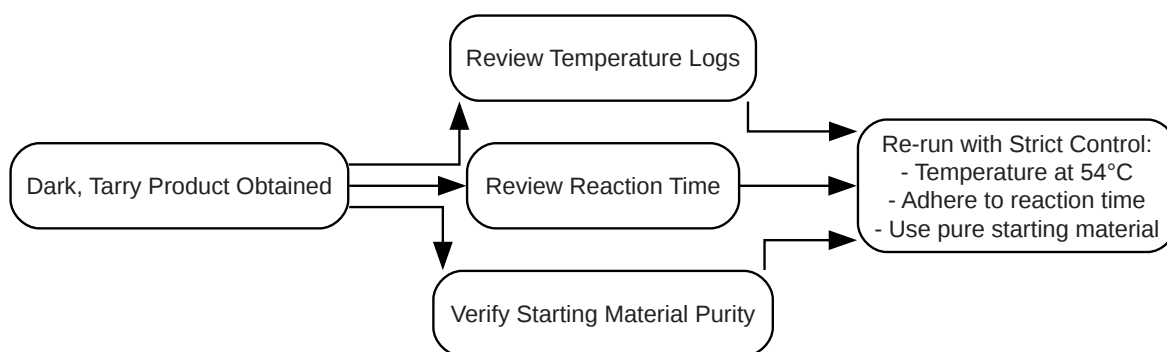 Review Temperature Logs
Dark, Tarry Product Obtained
Review Reaction Time
Verify Starting Material Purity
Re-run with Strict Control:
- Temperature at 54°C
- Adhere to reaction time
- Use pure starting material